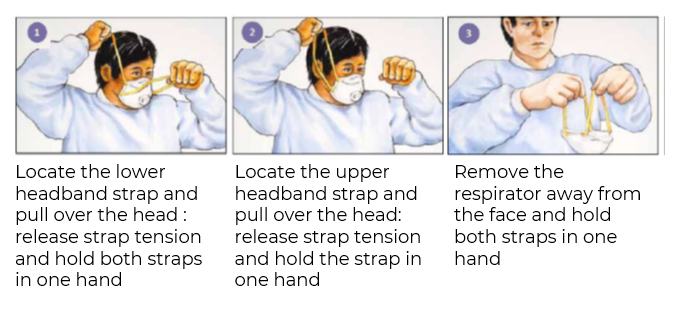 1
Locate the lower
headband strap and
pull over the head :
release strap tension
and hold both straps
in one hand
2
Locate the upper
headband strap and
pull over the head:
release strap tension
and hold the strap in
one hand
3
Remove the
respirator away from
the face and hold
both straps in one
hand